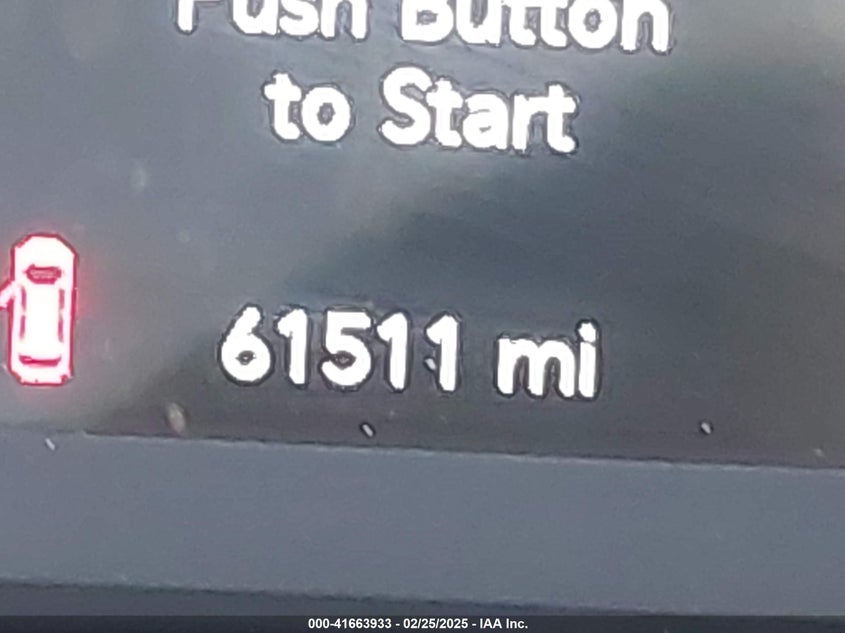 Push Button
to Start
61511 mi
000-41663933 - 02/25/2025 - IAA Inc.